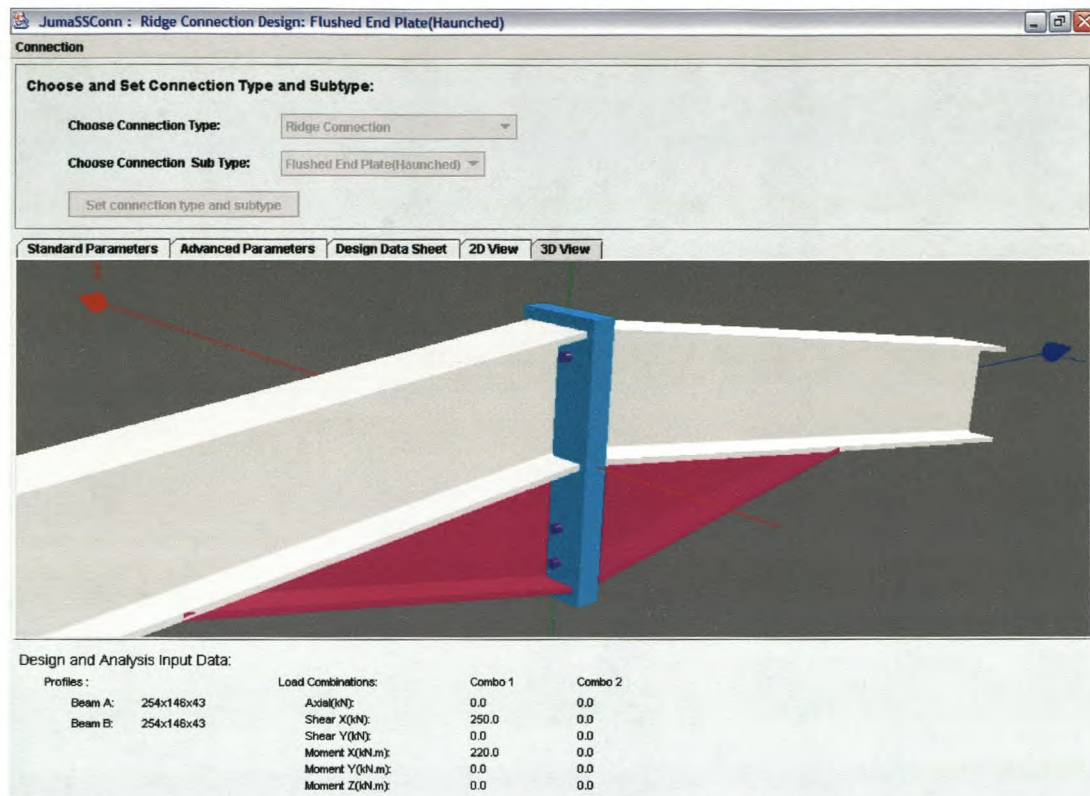 JumaSSConn : Ridge Connection Design: Flushed End Plate(Haunched)
Connection
Choose and Set Connection Type and Subtype:
Choose Connection Type: Ridge Connection
Choose Connection Sub Type: Flushed End Plate(Haunched)
Set connection type and subtype
Standard Parameters Advanced Parameters Design Data Sheet 2D View 3D View
Design and Analysis Input Data:
Profiles : Load Combinations: Combo 1 Combo 2
Beam A: 254x146x43 Axial(kN): 0.0 0.0
Beam B: 254x146x43 Shear X(kN): 250.0 0.0
Shear Y(kN): 0.0 0.0
Moment X(kN.m): 220.0 0.0
Moment Y(kN.m): 0.0 0.0
Moment Z(kN.m): 0.0 0.0